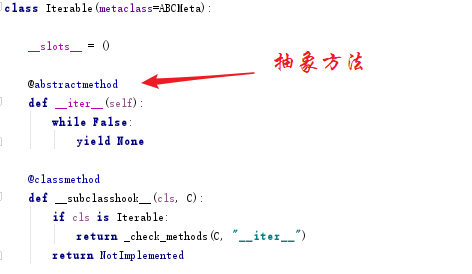 class Iterable(metaclass=ABCMeta):
__slots__ = ()
@abstractmethod
抽象方法
def __iter__(self):
while False:
yield None
@classmethod
def __subclasshook__(cls, C):
if cls is Iterable:
return _check_methods(C, "__iter__")
return NotImplemented